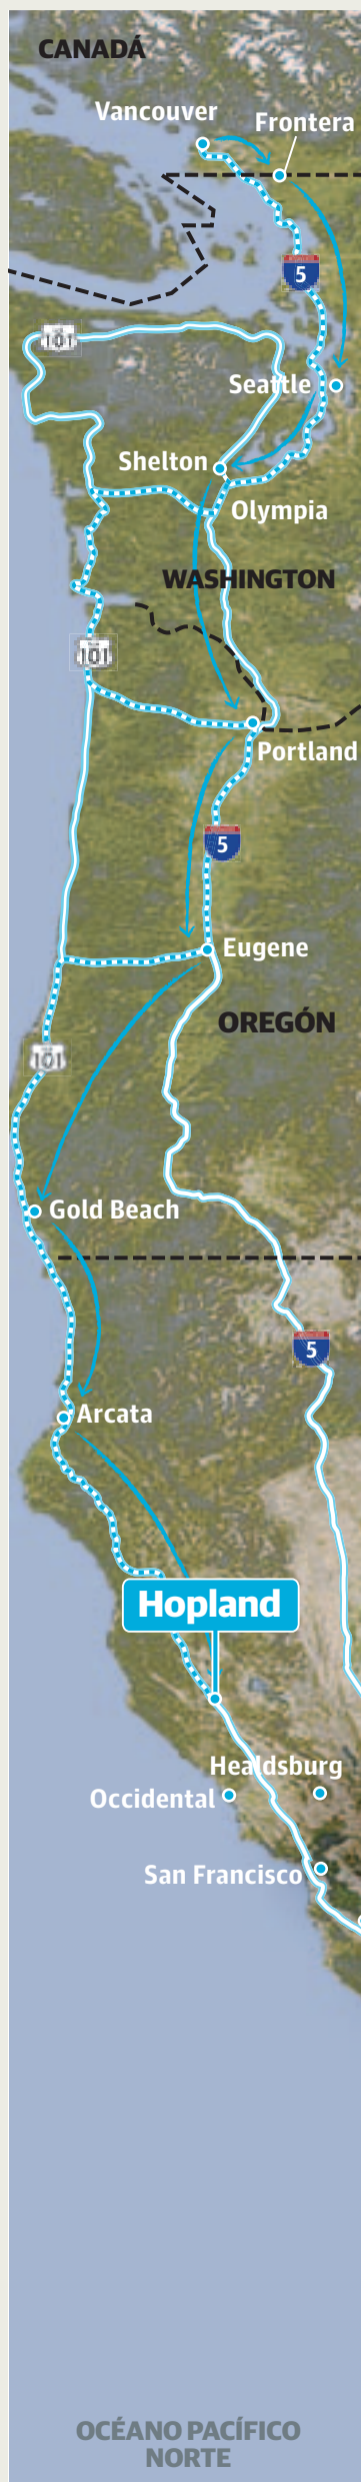 CANADÁ
Vancouver
Frontera
5
101
Seattle
Shelton
Olympia
WASHINGTON
101
Portland
5
Eugene
OREGÓN
101
Gold Beach
5
Arcata
Hopland
Healdsburg
Occidental
San Francisco
OCÉANO PACÍFICO
NORTE